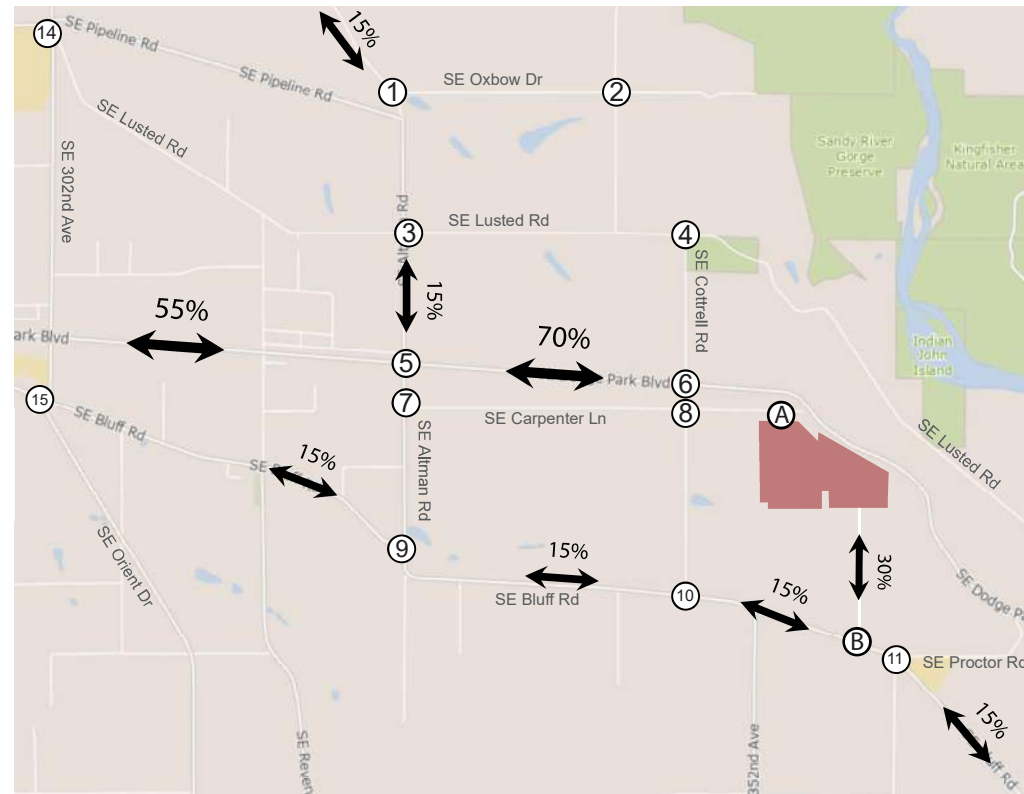 14
SE Pipeline Rd
15%
SE Pipeline Rd
1
SE Oxbow Dr
2
SE Lusted Rd
SE 302nd Ave
Sandy River
Gorge
Preserve
Kingfisher
Natural Area
3
SE Lusted Rd
4
SE Cottrell Rd
15%
55%
70%
ark Blvd
5
Park Blvd
6
Indian
John
Island
15
7
SE Carpenter Ln
8
A
SE Bluff Rd
SE Altman Rd
SE Lusted Rd
15%
SE Orient Dr
9
15%
30%
SE Bluff Rd
10
15%
SE Dodge
B
11
SE Proctor
15%
352nd Ave